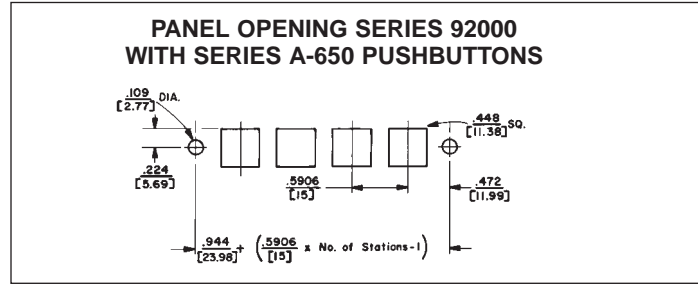 PANEL OPENING SERIES 92000
WITH SERIES A-650 PUSHBUTTONS
.109 DIA.
[2.77]
.448 SQ.
[11.38]
.224
[5.69]
.5906
[15]
.472
[11.99]
.944 + (.5906 x No. of Stations-1)
[23.98] [15]